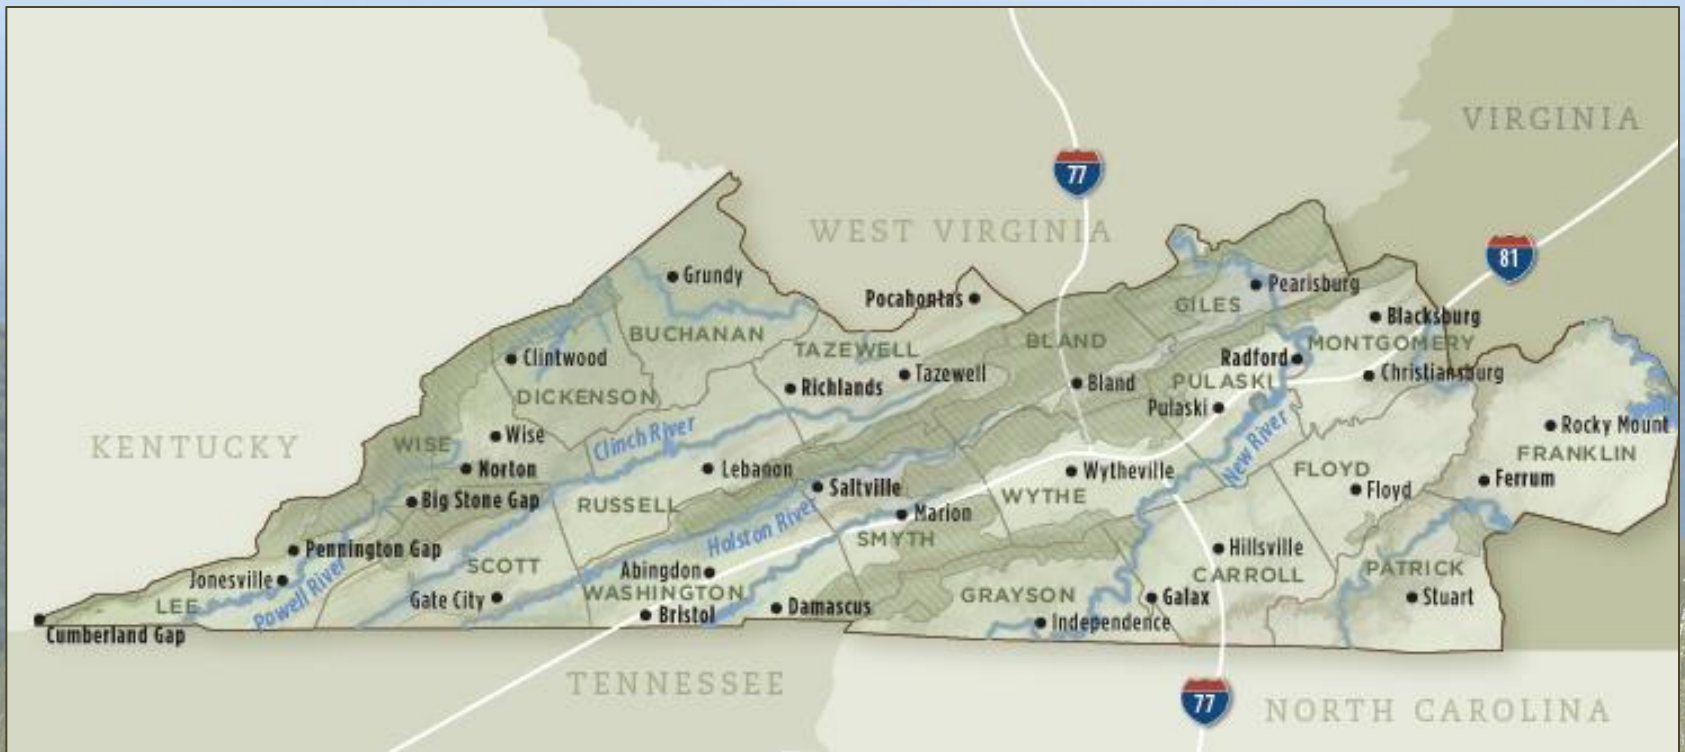 VIRGINIA
77
WEST VIRGINIA
81
Grundy
Pocahontas
Pearisburg
GILES
Blacksburg
BUCHANAN
TAZEWELL
BLAND
MONTGOMERY
Clintwood
Radford
Tazewell
Christiansburg
Richlands
Bland
PULASKI
DICKENSON
Pulaski
Rocky Mount
Wise
WISE
Clinch River
KENTUCKY
New River
FRANKLIN
Norton
Lebanon
Wytheville
FLOYD
Ferrum
Saltville
Floyd
Big Stone Gap
RUSSELL
WYTHE
Marion
Holston River
SMYTH
Pennington Gap
Hillsville
SCOTT
Abingdon
CARROLL
PATRICK
Jonesville
WASHINGTON
GRAYSON
Galax
Stuart
LEE
Powell River
Gate City
Bristol
Damascus
Independence
Cumberland Gap
TENNESSEE
77
NORTH CAROLINA